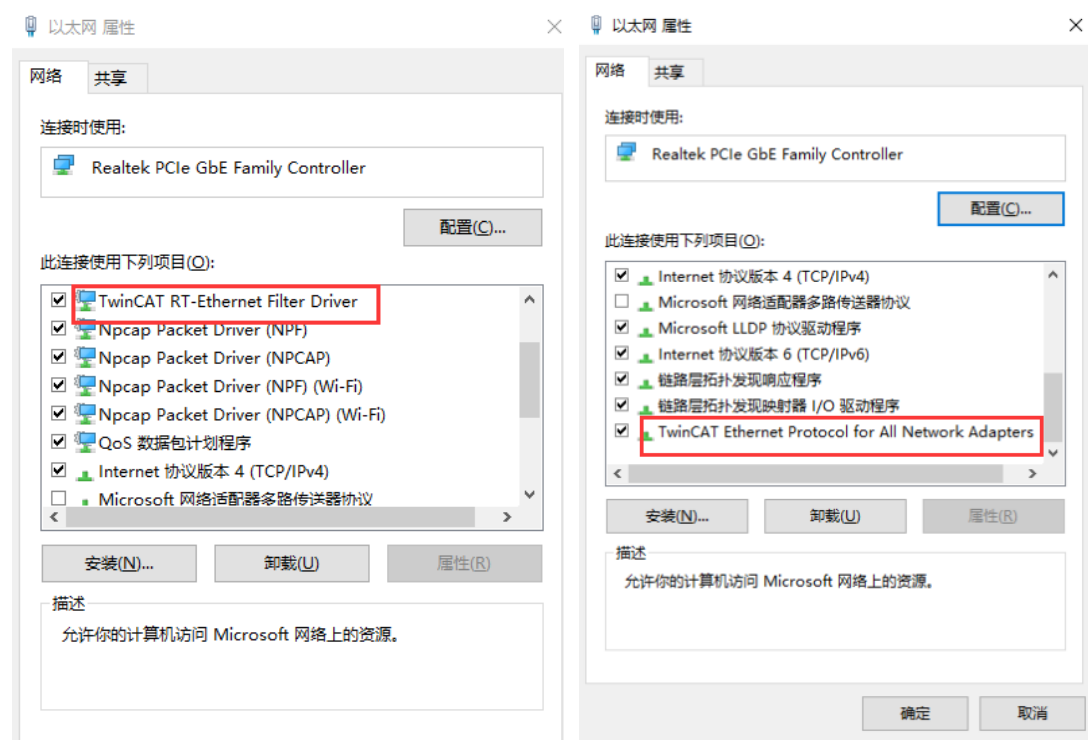 以太网 属性
网络
共享
连接时使用:
Realtek PCIe GbE Family Controller
配置(C)...
此连接使用下列项目(O):
TwinCAT RT-Ethernet Filter Driver
Npcap Packet Driver (NPF)
Npcap Packet Driver (NPCAP)
Npcap Packet Driver (NPF) (Wi-Fi)
Npcap Packet Driver (NPCAP) (Wi-Fi)
QoS 数据包计划程序
Internet 协议版本 4 (TCP/IPv4)
Microsoft 网络适配器多路传送器协议
安装(N)...
卸载(U)
属性(R)
描述
允许你的计算机访问 Microsoft 网络上的资源。
以太网 属性
网络
共享
连接时使用:
Realtek PCIe GbE Family Controller
配置(C)...
此连接使用下列项目(O):
Internet 协议版本 4 (TCP/IPv4)
Microsoft 网络适配器多路传送器协议
Microsoft LLDP 协议驱动程序
Internet 协议版本 6 (TCP/IPv6)
链路层拓扑发现响应程序
链路层拓扑发现映射器 I/O 驱动程序
TwinCAT Ethernet Protocol for All Network Adapters
安装(N)...
卸载(U)
属性(R)
描述
允许你的计算机访问 Microsoft 网络上的资源。
确定
取消